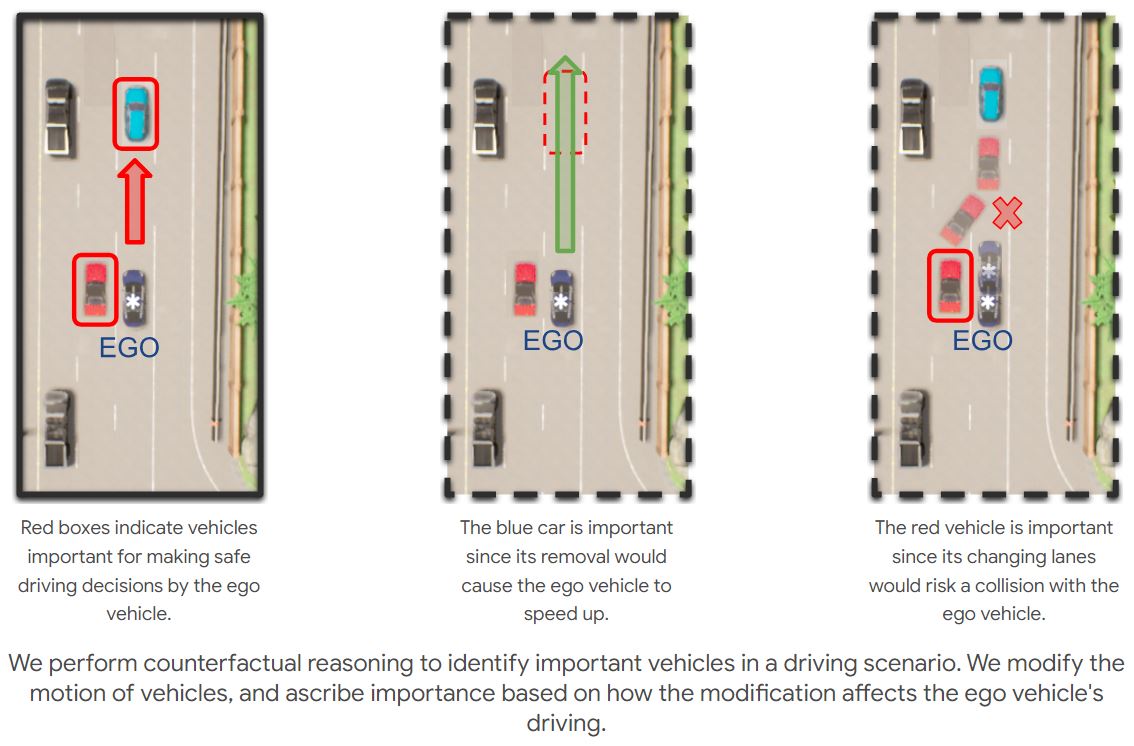 EGO
EGO
EGO
Red boxes indicate vehicles
important for making safe
driving decisions by the ego
vehicle.
The blue car is important
since its removal would
cause the ego vehicle to
speed up.
The red vehicle is important
since its changing lanes
would risk a collision with the
ego vehicle.
We perform counterfactual reasoning to identify important vehicles in a driving scenario. We modify the
motion of vehicles, and ascribe importance based on how the modification affects the ego vehicle's
driving.